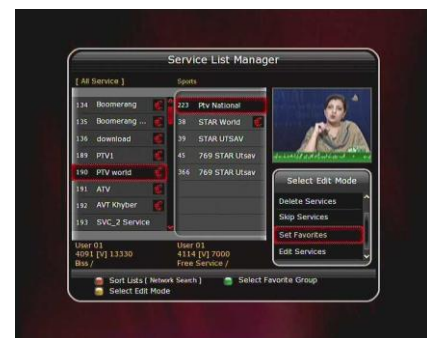 Service List Manager
[ All Service ]
Sports
134 Boomerang
135 Boomerang ...
136 download
189 PTV1
190 PTV world
191 ATV
192 AVT Khyber
193 SVC_2 Service
223 Ptv National
38 STAR World
39 STAR UTSAV
45 769 STAR Utsav
366 769 STAR Utsav
Select Edit Mode
Delete Services
Skip Services
Set Favorites
Edit Services
User 01
4091 [V] 13330
Biss /
User 01
4114 [V] 7000
Free Service /
Sort Lists [ Network Search ]
Select Favorite Group
Select Edit Mode